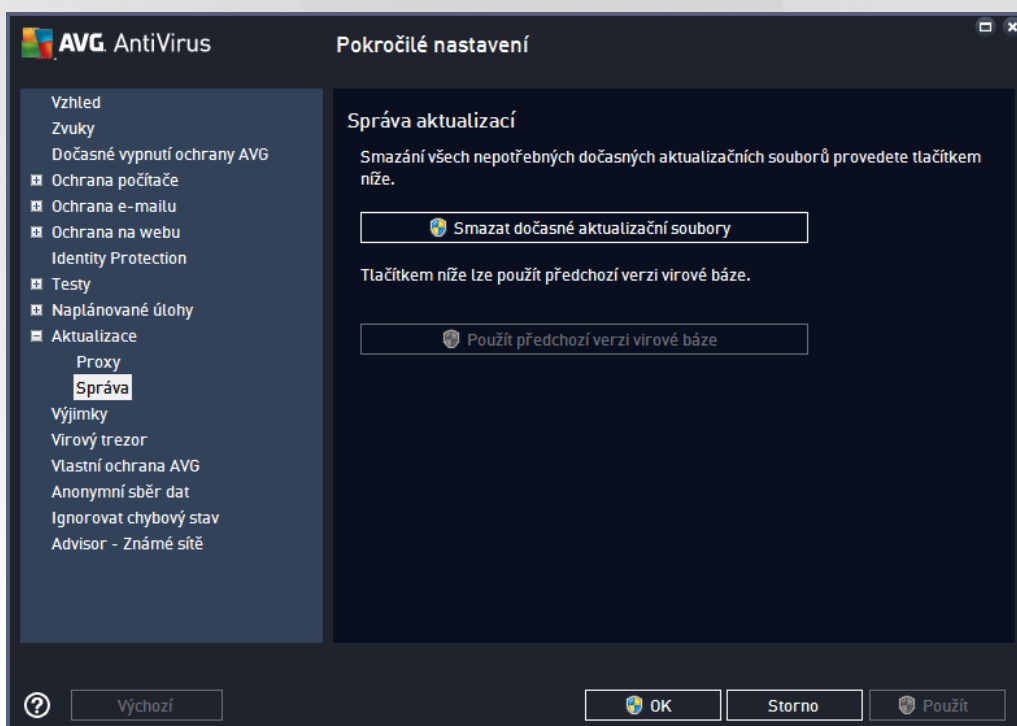 AVG AntiVirus
Pokročilé nastavení
Vzhled
Zvuky
Dočasné vypnutí ochrany AVG
Ochrana počítače
Ochrana e-mailu
Ochrana na webu
Identity Protection
Testy
Naplánované úlohy
Aktualizace
Proxy
Správa
Výjimky
Virový trezor
Vlastní ochrana AVG
Anonymní sběr dat
Ignorovat chybový stav
Advisor - Známé sítě
Správa aktualizací
Smazání všech nepotřebných dočasných aktualizačních souborů provedete tlačítkem
níže.
Smazat dočasné aktualizační soubory
Tlačítkem níže lze použít předchozí verzi virové báze.
Použít předchozí verzi virové báze
Výchozí
OK
Storno
Použít